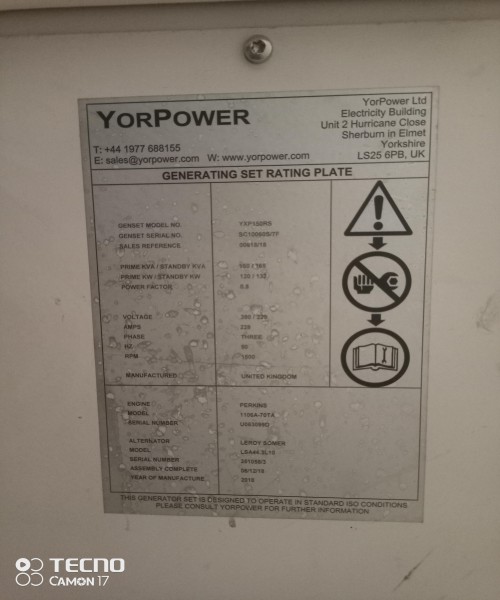 YORPOWER
T: +44 1977 688155
E: sales@yorpower.com W: www.yorpower.com
YorPower Ltd
Electricity Building
Unit 2 Hurricane Close
Sherburn in Elmet
Yorkshire
LS25 6PB, UK
GENERATING SET RATING PLATE
GENSET MODEL NO.
GENSET SERIAL NO.
SALES REFERENCE
PRIME KVA / STANDBY KVA
PRIME KW / STANDBY KW
POWER FACTOR 0.8
VOLTAGE
AMPS
PHASE THREE
HZ 50
RPM 1500
MANUFACTURED UNITED KINGDOM
ENGINE PERKINS
MODEL
SERIAL NUMBER
ALTERNATOR LEROY SOMER
MODEL
SERIAL NUMBER
ASSEMBLY COMPLETE
YEAR OF MANUFACTURE
THIS GENERATOR SET IS DESIGNED TO OPERATE IN STANDARD ISO CONDITIONS
PLEASE CONSULT YORPOWER FOR FURTHER INFORMATION
TECNO
CAMON 17